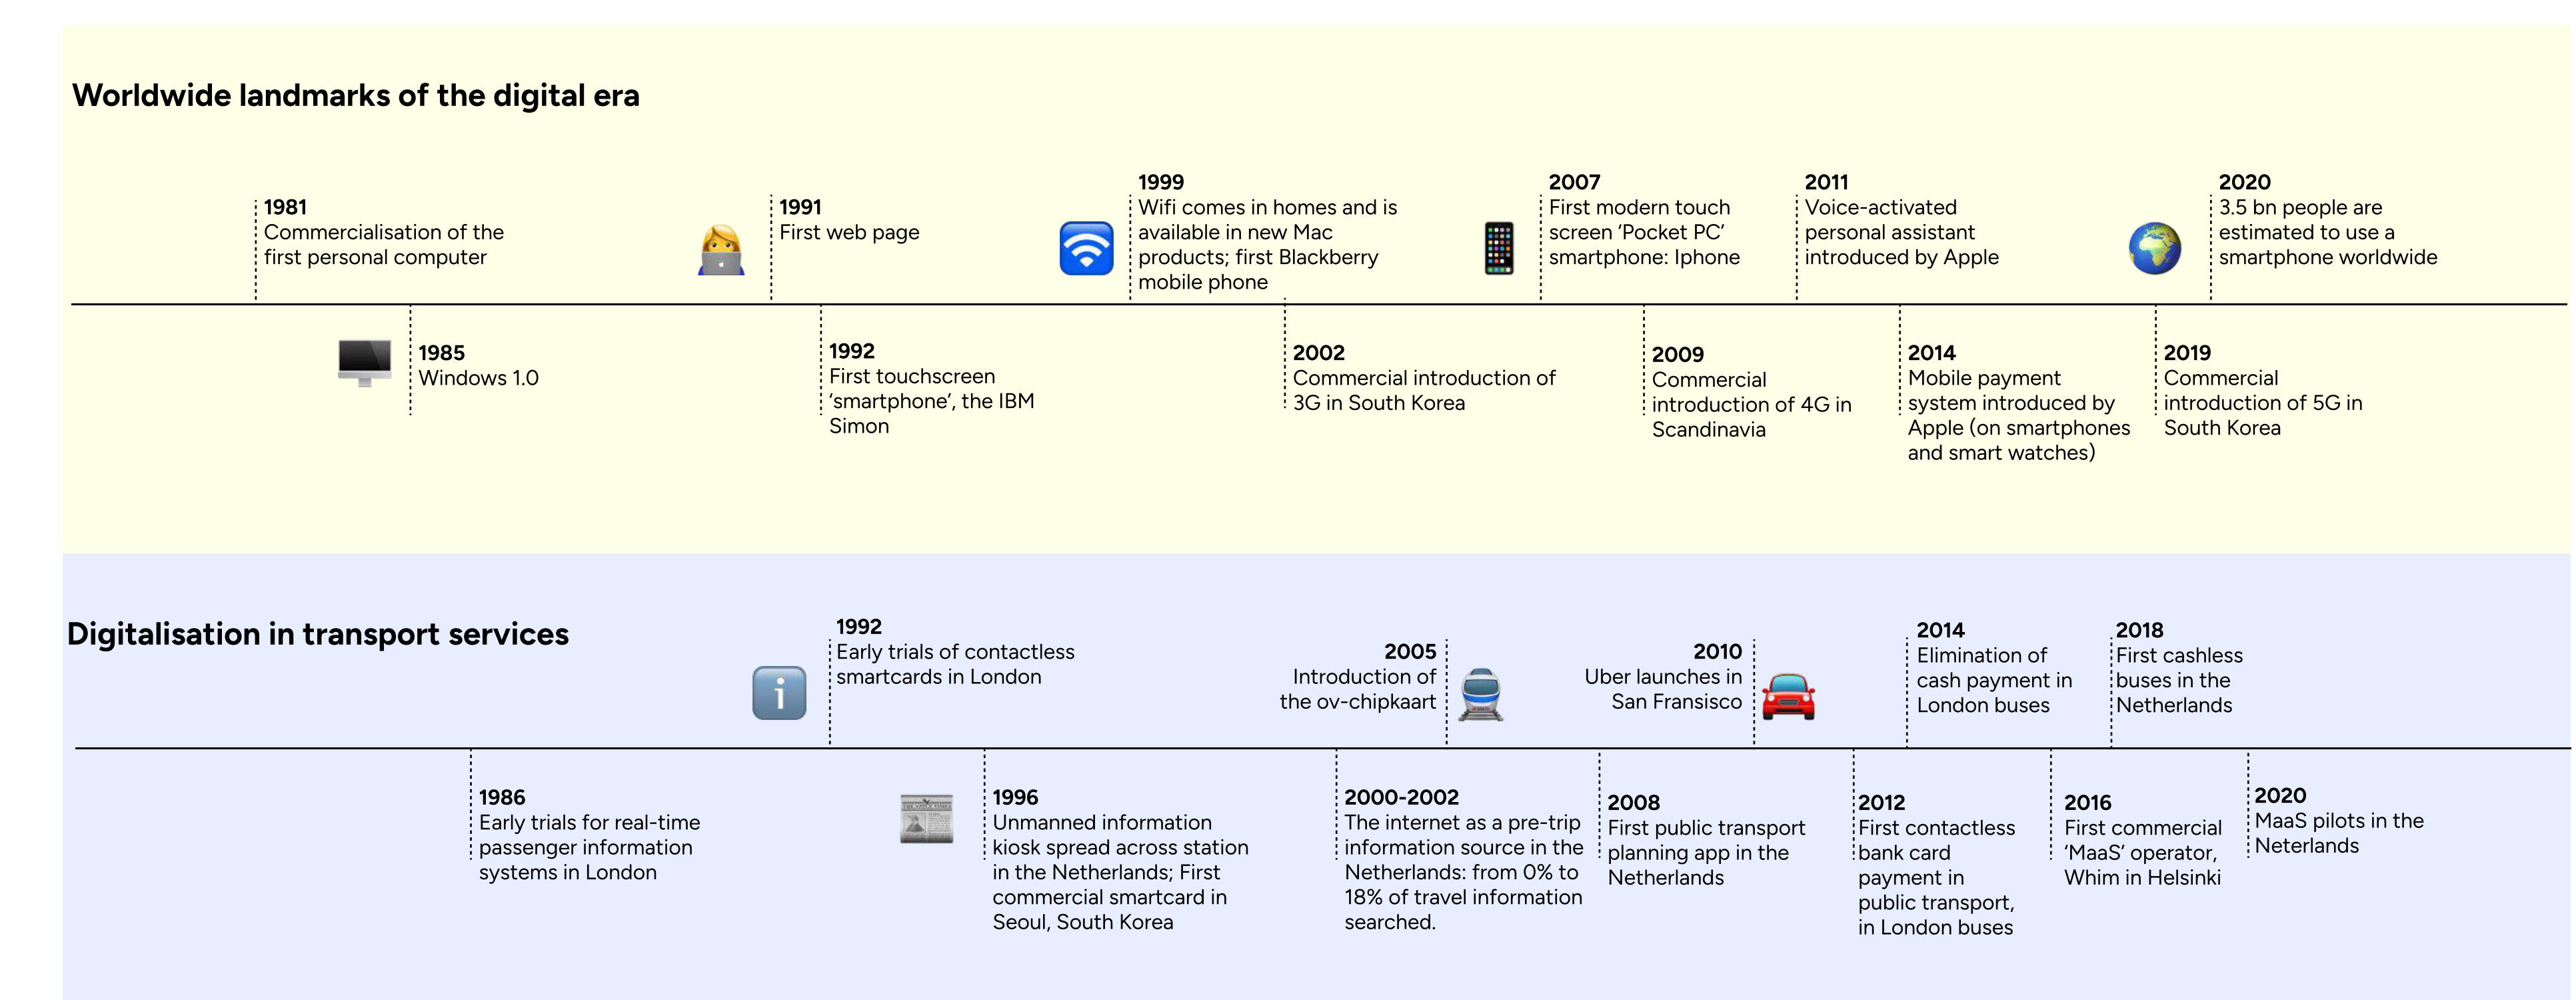 Worldwide landmarks of the digital era
1981
Commercialisation of the
first personal computer
1985
Windows 1.0
1991
First web page
1992
First touchscreen
‘smartphone’, the IBM
Simon
1999
Wifi comes in homes and is
available in new Mac
products; first Blackberry
mobile phone
2002
Commercial introduction of
3G in South Korea
2007
First modern touch
screen ‘Pocket PC’
smartphone: Iphone
2009
Commercial
introduction of 4G in
Scandinavia
2011
Voice-activated
personal assistant
introduced by Apple
2014
Mobile payment
system introduced by
Apple (on smartphones
and smart watches)
2019
Commercial
introduction of 5G in
South Korea
2020
3.5 bn people are
estimated to use a
smartphone worldwide
Digitalisation in transport services
1986
Early trials for real-time
passenger information
systems in London
1992
Early trials of contactless
smartcards in London
1996
Unmanned information
kiosk spread across station
in the Netherlands; First
commercial smartcard in
Seoul, South Korea
2000-2002
The internet as a pre-trip
information source in the
Netherlands: from 0% to
18% of travel information
searched.
2005
Introduction of
the ov-chipkaart
2008
First public transport
planning app in the
Netherlands
2010
Uber launches in
San Fransisco
2012
First contactless
bank card
payment in
public transport,
in London buses
2014
Elimination of
cash payment in
London buses
2016
First commercial
‘MaaS’ operator,
Whim in Helsinki
2018
First cashless
buses in the
Netherlands
2020
MaaS pilots in the
Neterlands